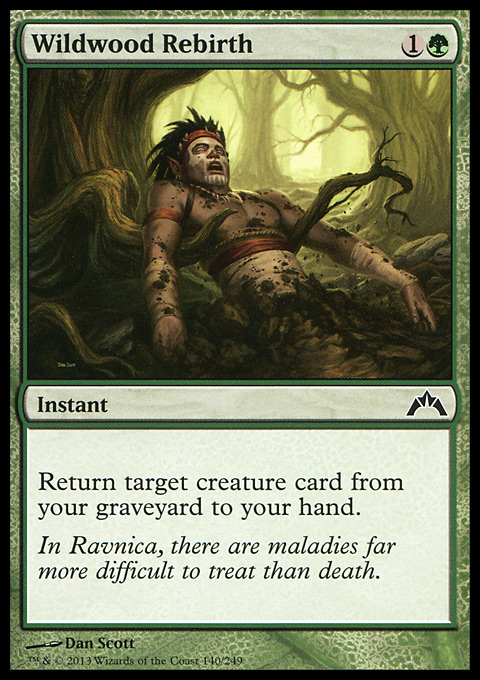 Wildwood Rebirth 1
Instant
Return target creature card from
your graveyard to your hand.
In Ravnica, there are maladies far
more difficult to treat than death.
Dan Scott
™ & © 2013 Wizards of the Coast 140/249